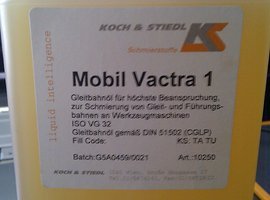 KOCH & STIEDL
Schmierstoffe
KS
liquid intelligence
Mobil Vactra 1
Gleitbahnöl für höchste Beanspruchung,
zur Schmierung von Gleit- und Führungs-
bahnen an Werkzeugmaschinen
ISO VG 32
Gleitbahnöl gemäß DIN 51502 (CGLP)
Fill Code: KS: TA TU
Batch:G5A0459/0021 Art.:10250
KOCH & STIEDL
Wien,